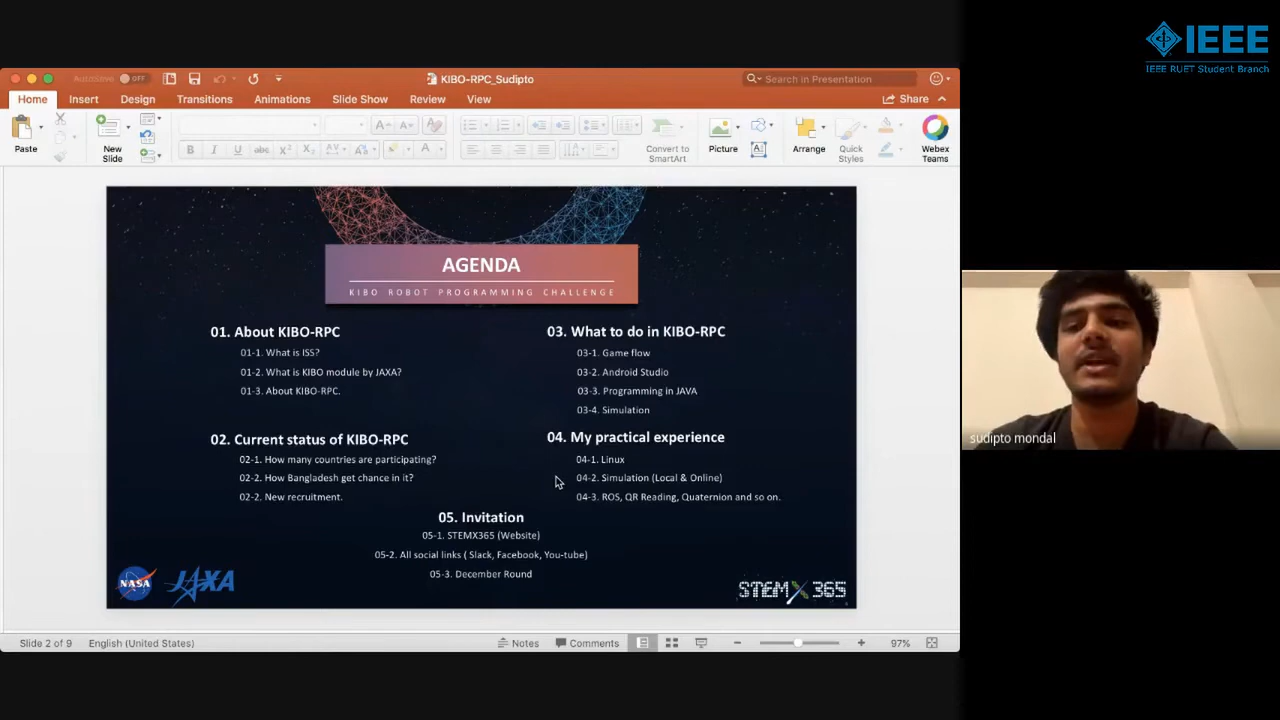 IEEE
IEEE RUET Student Branch
AutoSave OFF
KIBO-RPC_Sudipto
Search in Presentation
Home Insert Design Transitions Animations Slide Show Review View
Share
Paste
New Slide
Convert to SmartArt
Picture
Arrange
Quick Styles
Webex Teams
AGENDA
KIBO ROBOT PROGRAMMING CHALLENGE
01. About KIBO-RPC
01-1. What is ISS?
01-2. What is KIBO module by JAXA?
01-3. About KIBO-RPC.
02. Current status of KIBO-RPC
02-1. How many countries are participating?
02-2. How Bangladesh get chance in it?
02-2. New recruitment.
03. What to do in KIBO-RPC
03-1. Game flow
03-2. Android Studio
03-3. Programming in JAVA
03-4. Simulation
04. My practical experience
04-1. Linux
04-2. Simulation (Local & Online)
04-3. ROS, QR Reading, Quaternion and so on.
05. Invitation
05-1. STEMX365 (Website)
05-2. All social links ( Slack, Facebook, You-tube)
05-3. December Round
NASA
JAXA
STEMX365
sudipto mondal
Slide 2 of 9
English (United States)
Notes
Comments
97%